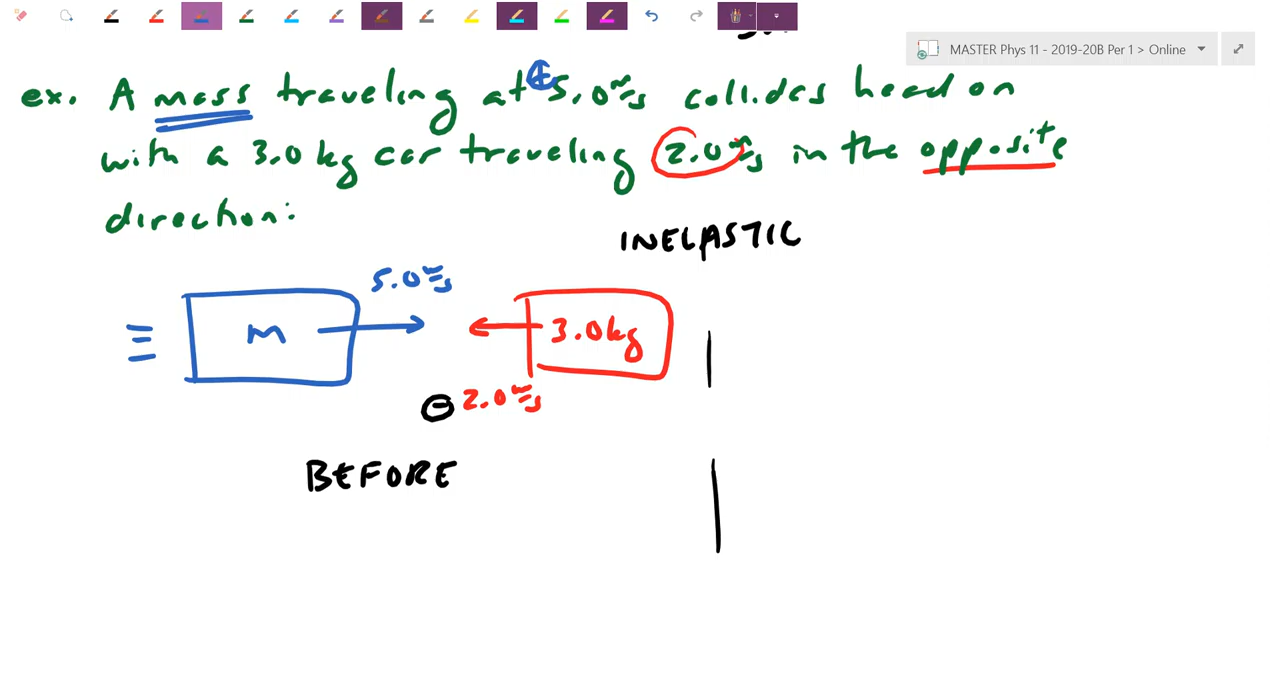 MASTER Phys 11 - 2019-20B Per 1 > Online
ex. A mass traveling at ⊕5.0 m/s collides head on
with a 3.0 kg car traveling 2.0 m/s in the opposite
direction:
INELASTIC
5.0 m/s
m
3.0 kg
⊖ 2.0 m/s
BEFORE